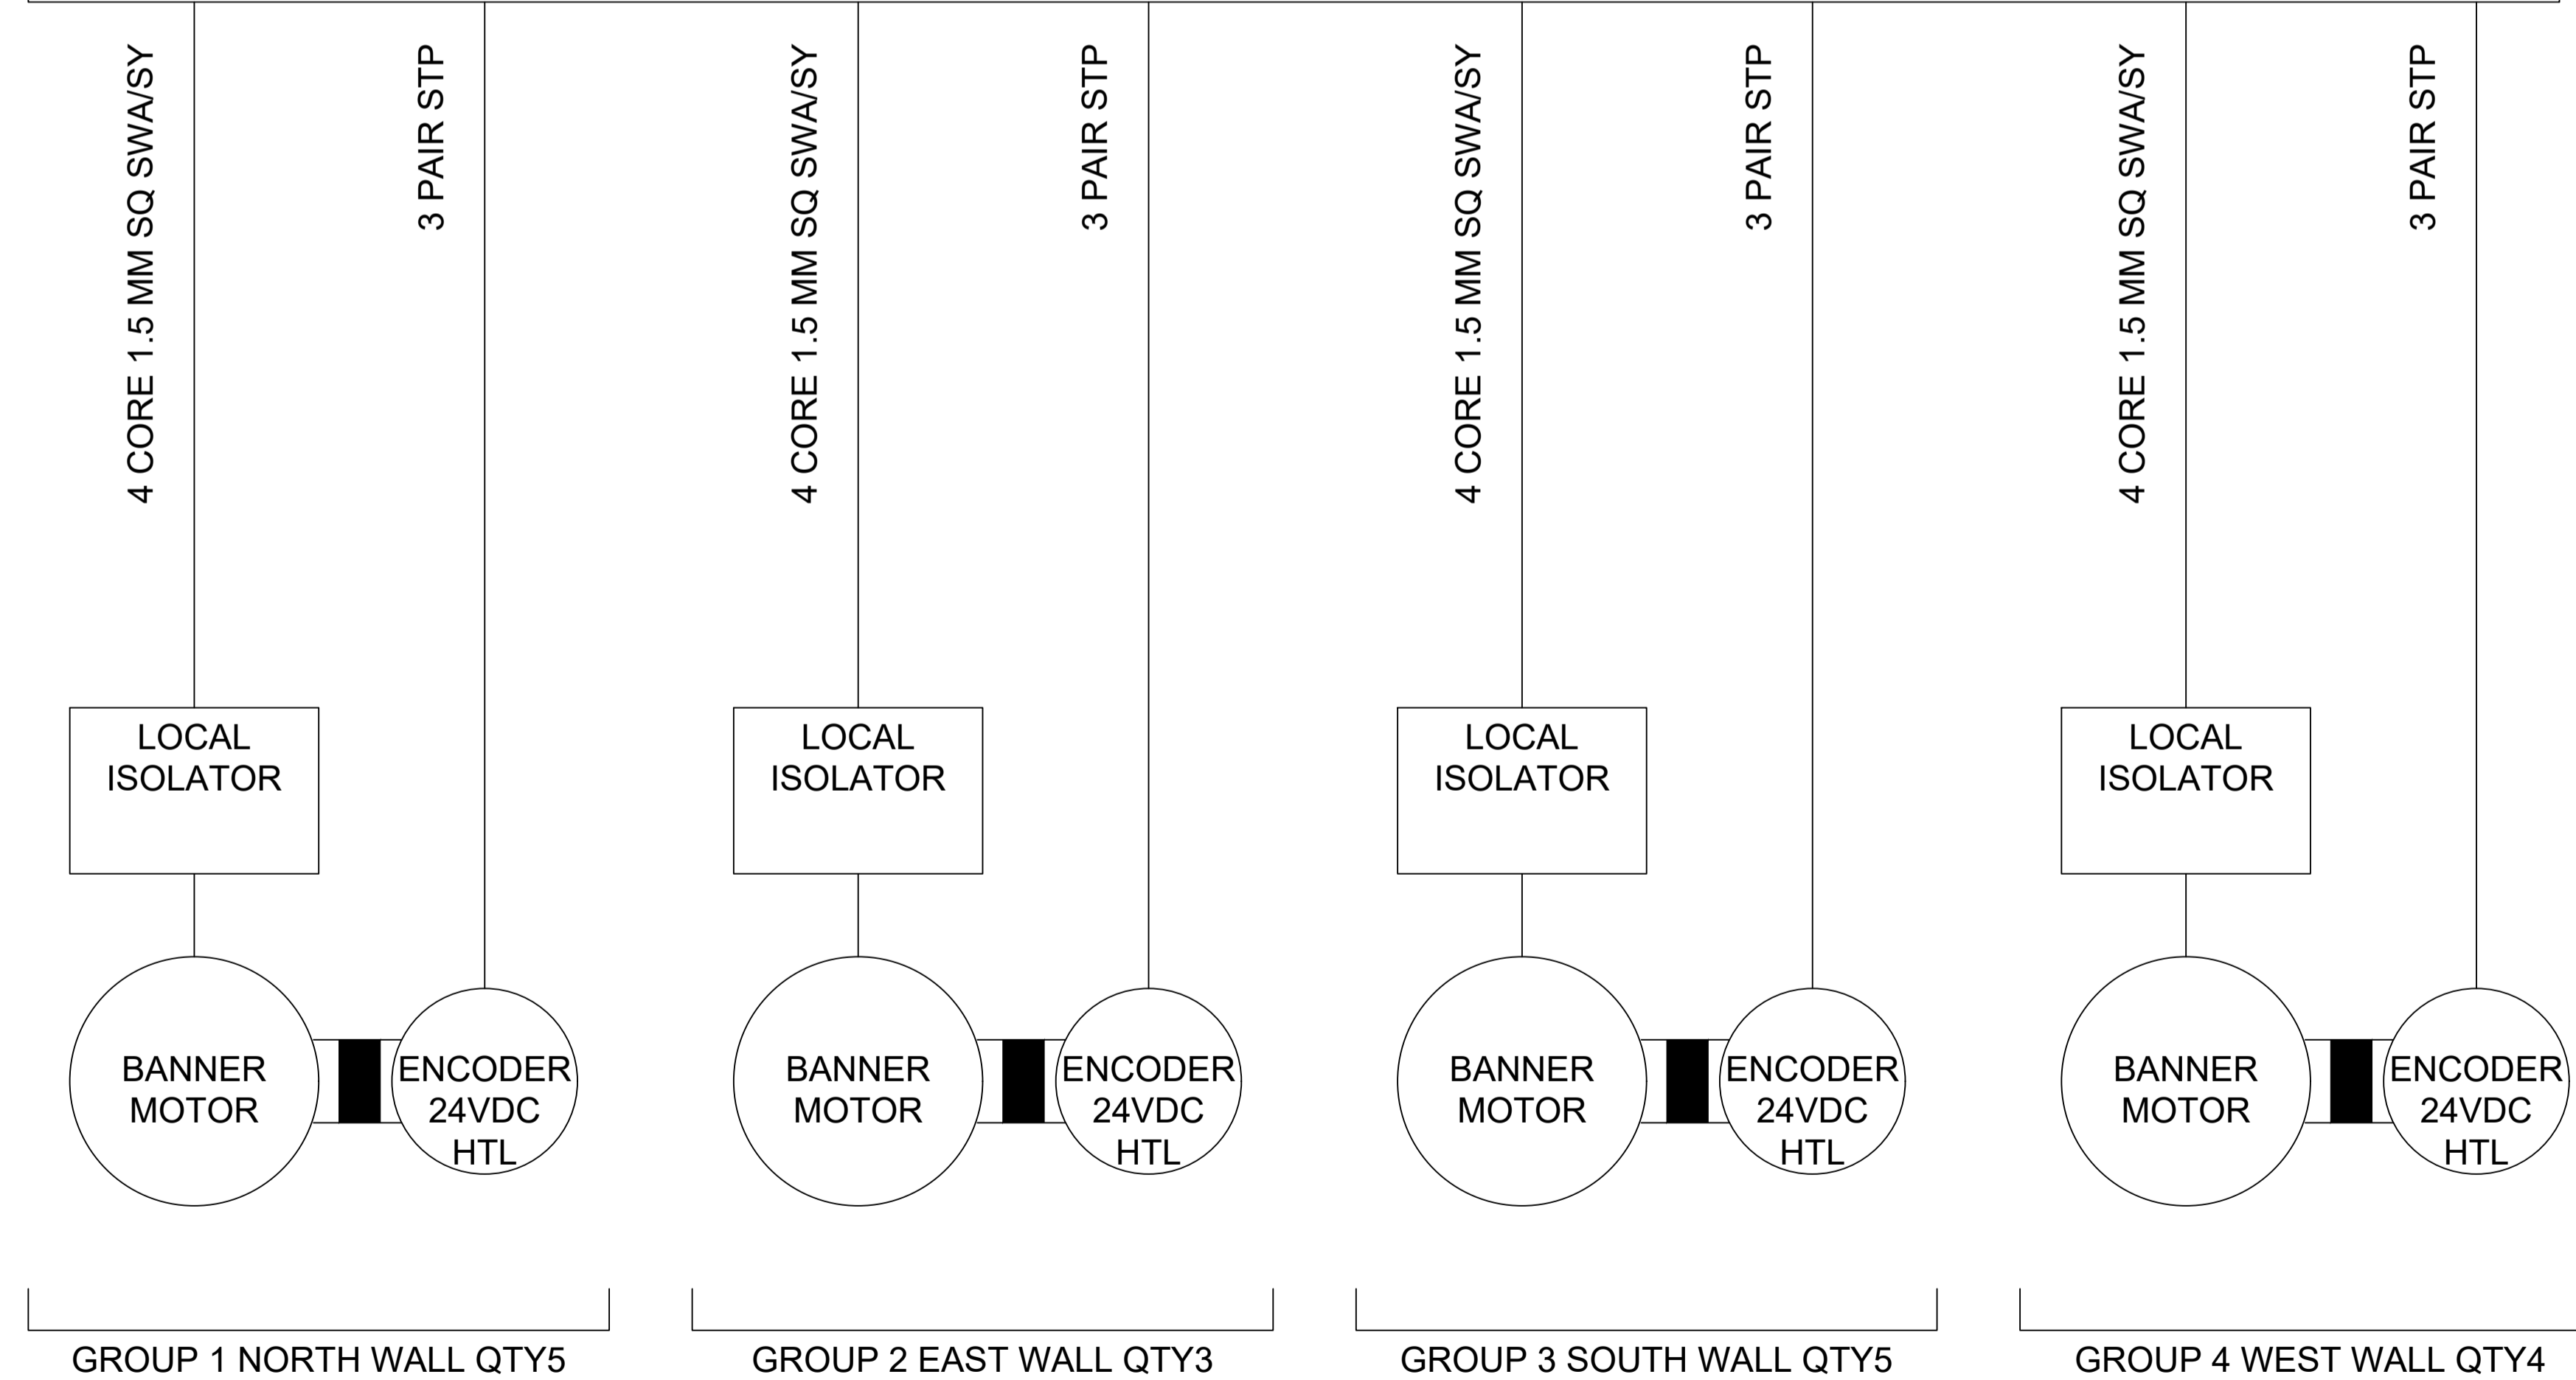 4 CORE 1.5 MM SQ SWA/SY
3 PAIR STP
4 CORE 1.5 MM SQ SWA/SY
3 PAIR STP
4 CORE 1.5 MM SQ SWA/SY
3 PAIR STP
4 CORE 1.5 MM SQ SWA/SY
3 PAIR STP
LOCAL
ISOLATOR
LOCAL
ISOLATOR
LOCAL
ISOLATOR
LOCAL
ISOLATOR
BANNER
MOTOR
ENCODER
24VDC
HTL
BANNER
MOTOR
ENCODER
24VDC
HTL
BANNER
MOTOR
ENCODER
24VDC
HTL
BANNER
MOTOR
ENCODER
24VDC
HTL
GROUP 1 NORTH WALL QTY5
GROUP 2 EAST WALL QTY3
GROUP 3 SOUTH WALL QTY5
GROUP 4 WEST WALL QTY4